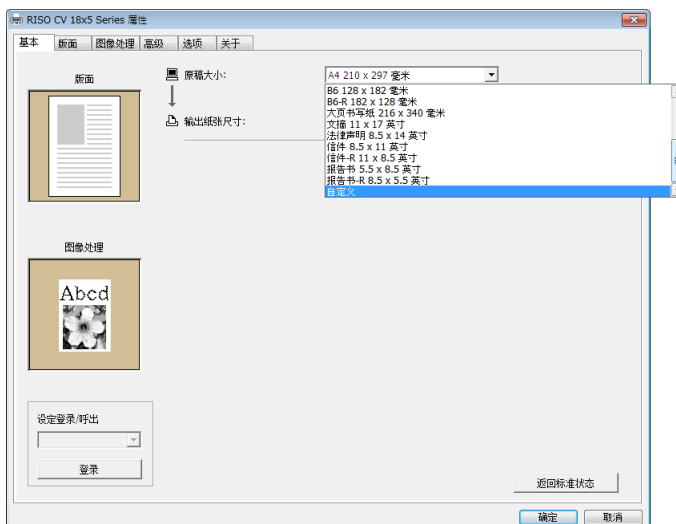 RISO CV 18x5 Series 属性
基本 版面 图像处理 高级 选项 关于
版面
原稿大小: A4 210 x 297 毫米
B6 128 x 182 毫米
B6-R 182 x 128 毫米
大页书写纸 216 x 340 毫米
文摘 11 x 17 英寸
法律声明 8.5 x 14 英寸
信件 8.5 x 11 英寸
信件-R 11 x 8.5 英寸
报告书 5.5 x 8.5 英寸
报告书-R 8.5 x 5.5 英寸
自定义
输出纸张尺寸:
图像处理
Abcd
设定登录/呼出
登录
返回标准状态
确定 取消